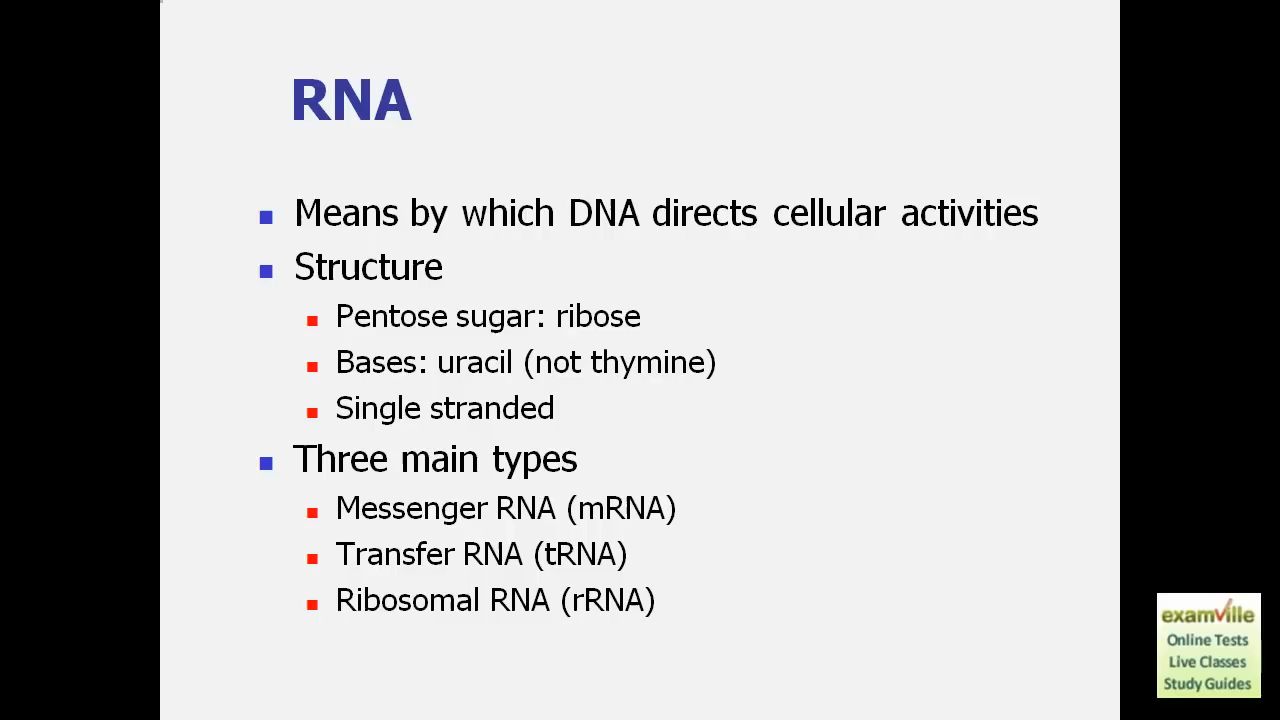 RNA
Means by which DNA directs cellular activities
Structure
Pentose sugar: ribose
Bases: uracil (not thymine)
Single stranded
Three main types
Messenger RNA (mRNA)
Transfer RNA (tRNA)
Ribosomal RNA (rRNA)
examville
Online Tests
Live Classes
Study Guides